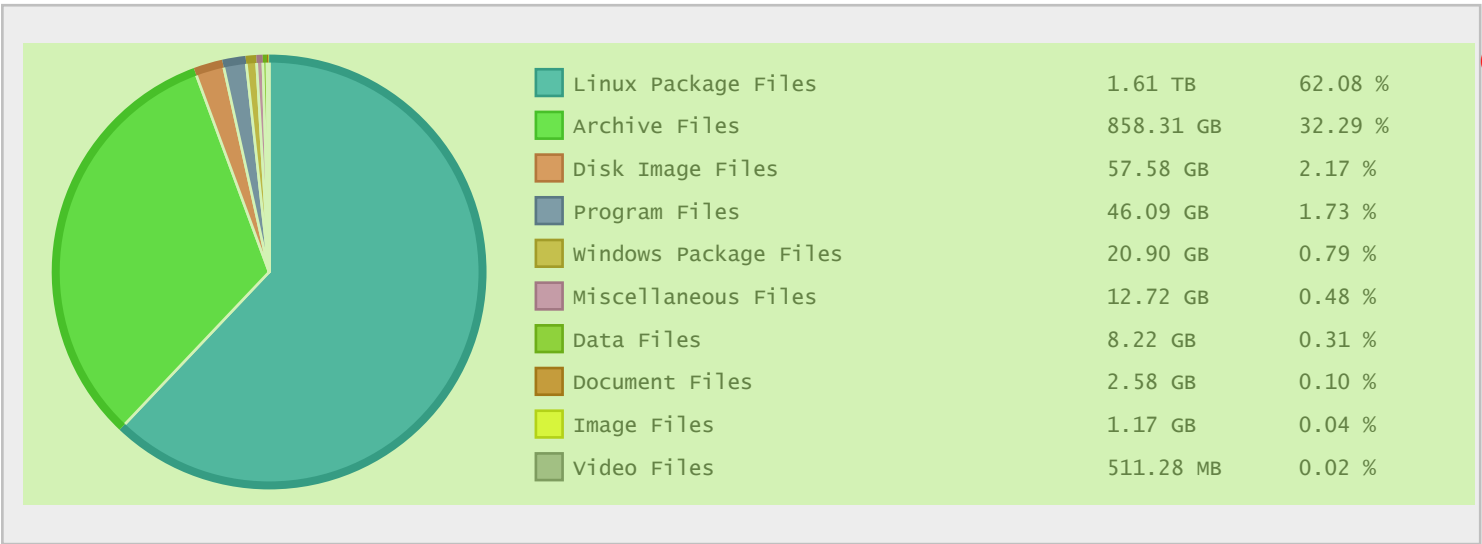 Linux Package Files 1.61 TB 62.08 %
Archive Files 858.31 GB 32.29 %
Disk Image Files 57.58 GB 2.17 %
Program Files 46.09 GB 1.73 %
Windows Package Files 20.90 GB 0.79 %
Miscellaneous Files 12.72 GB 0.48 %
Data Files 8.22 GB 0.31 %
Document Files 2.58 GB 0.10 %
Image Files 1.17 GB 0.04 %
Video Files 511.28 MB 0.02 %